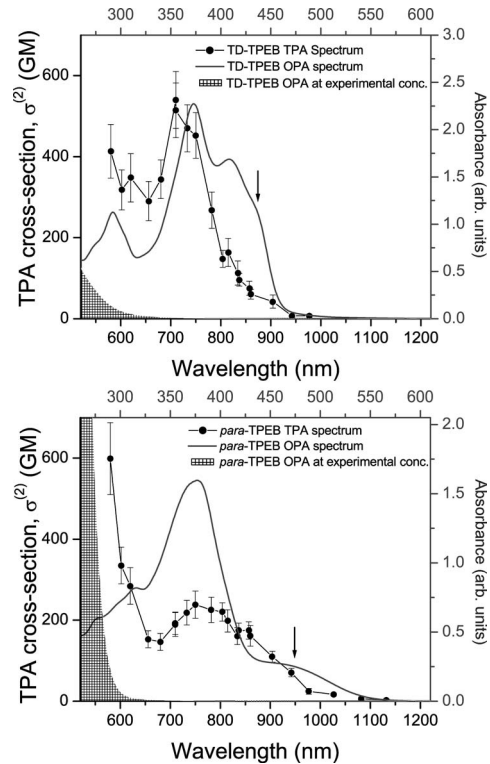 250 300 350 400 450 500 550 600
TD-TPEB TPA Spectrum
TD-TPEB OPA spectrum
TD-TPEB OPA at experimental conc.
TPA cross-section, σ(2) (GM)
600
400
200
0
3.0
2.5
2.0
1.5
1.0
0.5
0.0
Absorbance (arb. units)
600 700 800 900 1000 1100 1200
Wavelength (nm)
250 300 350 400 450 500 550 600
para-TPEB TPA spectrum
para-TPEB OPA spectrum
para-TPEB OPA at experimental conc.
TPA cross-section, σ(2) (GM)
600
400
200
0
2.0
1.5
1.0
0.5
0.0
Absorbance (arb. units)
600 700 800 900 1000 1100 1200
Wavelength (nm)